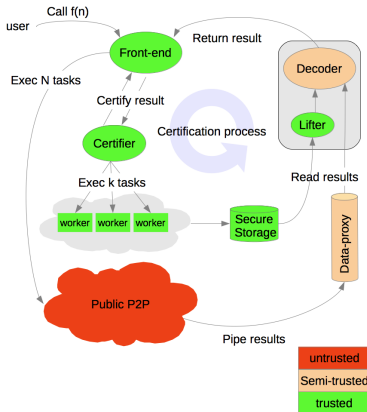 Call f(n)
user
Return result
Front-end
Decoder
Exec N tasks
Certify result
Lifter
Certification process
Certifier
Exec k tasks
Read results
worker worker worker
Secure
Storage
Data-proxy
Public P2P
Pipe results
untrusted
Semi-trusted
trusted